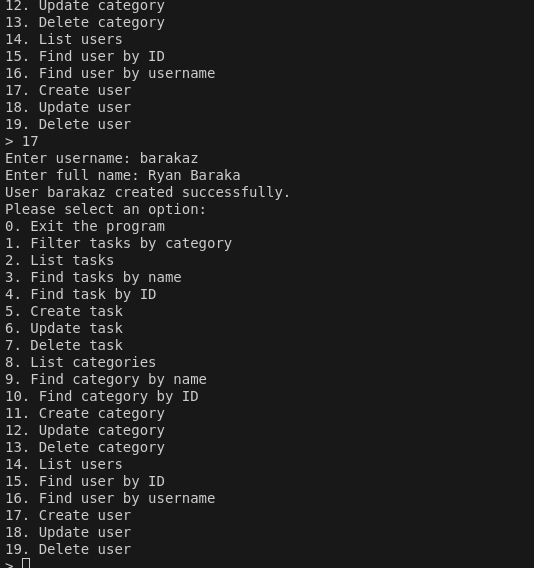 12. Update category
13. Delete category
14. List users
15. Find user by ID
16. Find user by username
17. Create user
18. Update user
19. Delete user
> 17
Enter username: barakaz
Enter full name: Ryan Baraka
User barakaz created successfully.
Please select an option:
0. Exit the program
1. Filter tasks by category
2. List tasks
3. Find tasks by name
4. Find task by ID
5. Create task
6. Update task
7. Delete task
8. List categories
9. Find category by name
10. Find category by ID
11. Create category
12. Update category
13. Delete category
14. List users
15. Find user by ID
16. Find user by username
17. Create user
18. Update user
19. Delete user
>